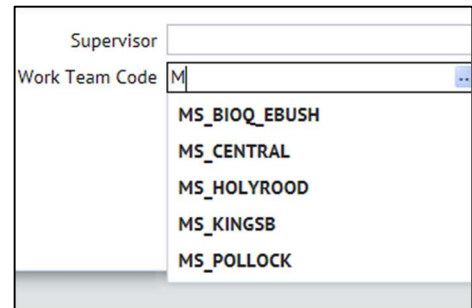 Supervisor
Work Team Code M
MS_BIOQ_EBUSH
MS_CENTRAL
MS_HOLYROOD
MS_KINGSB
MS_POLLOCK